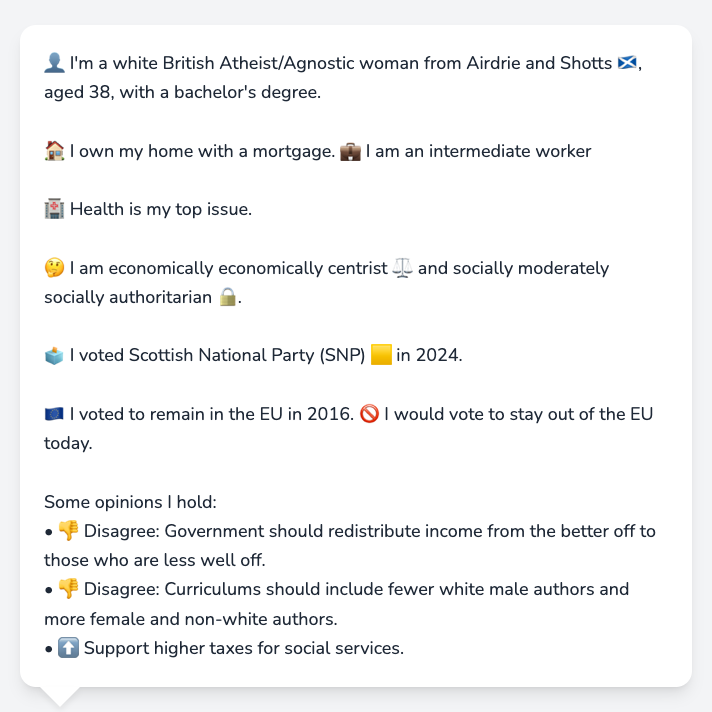 👤 I'm a white British Atheist/Agnostic woman from Airdrie and Shotts 🏴󠁧󠁢󠁳󠁣󠁴󠁿,
aged 38, with a bachelor's degree.
🏠 I own my home with a mortgage. 💼 I am an intermediate worker
🏥 Health is my top issue.
🤔 I am economically economically centrist ⚖️ and socially moderately
socially authoritarian 🔒.
🗳️ I voted Scottish National Party (SNP) 🟨 in 2024.
🇪🇺 I voted to remain in the EU in 2016. 🚫 I would vote to stay out of the EU
today.
Some opinions I hold:
• 👎 Disagree: Government should redistribute income from the better off to
those who are less well off.
• 👎 Disagree: Curriculums should include fewer white male authors and
more female and non-white authors.
• ⬆️ Support higher taxes for social services.